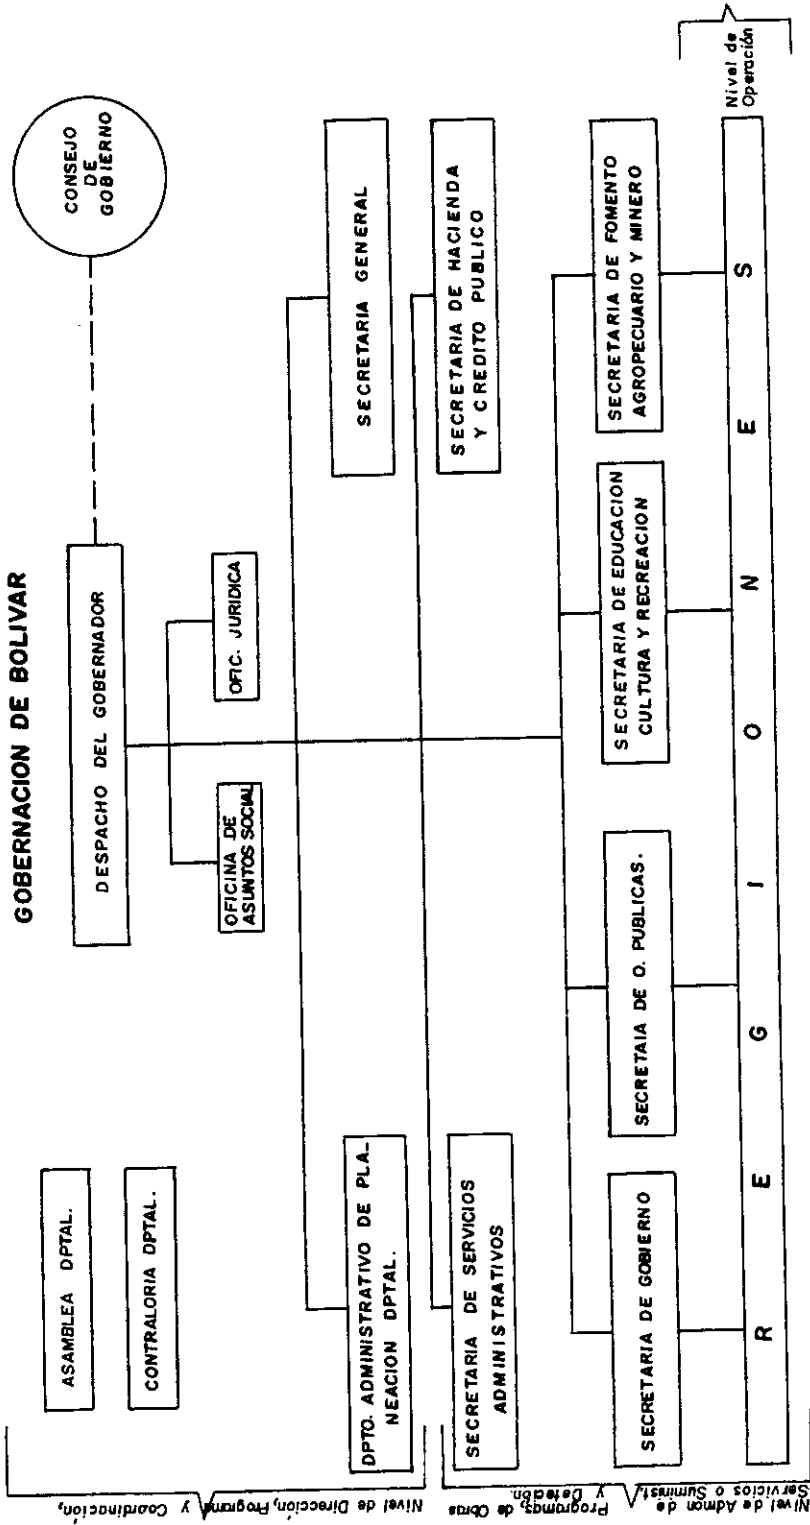 GOBERNACION DE BOLIVAR
ASAMBLEA DPTAL.
CONTRALORIA DPTAL.
DESPACHO DEL GOBERNADOR
CONSEJO
DE
GOBIERNO
OFICINA DE
ASUNTOS SOCIAL
OFIC. JURIDICA
DPTO. ADMINISTRATIVO DE PLA-
NEACION DPTAL.
SECRETARIA GENERAL
SECRETARIA DE SERVICIOS
ADMINISTRATIVOS
SECRETARIA DE HACIENDA
Y CREDITO PUBLICO
SECRETARIA DE GOBIERNO
SECRETAIA DE O. PUBLICAS.
SECRETARIA DE EDUCACION
CULTURA Y RECREACION
SECRETARIA DE FOMENTO
AGROPECUARIO Y MINERO
R E G I O N E S
Nivel de Dirección, Program y Coordinación,
Nivel de Admon de Programas, de Obras
Servicios o Suminist. y Dotación.
Nivel de
Operación